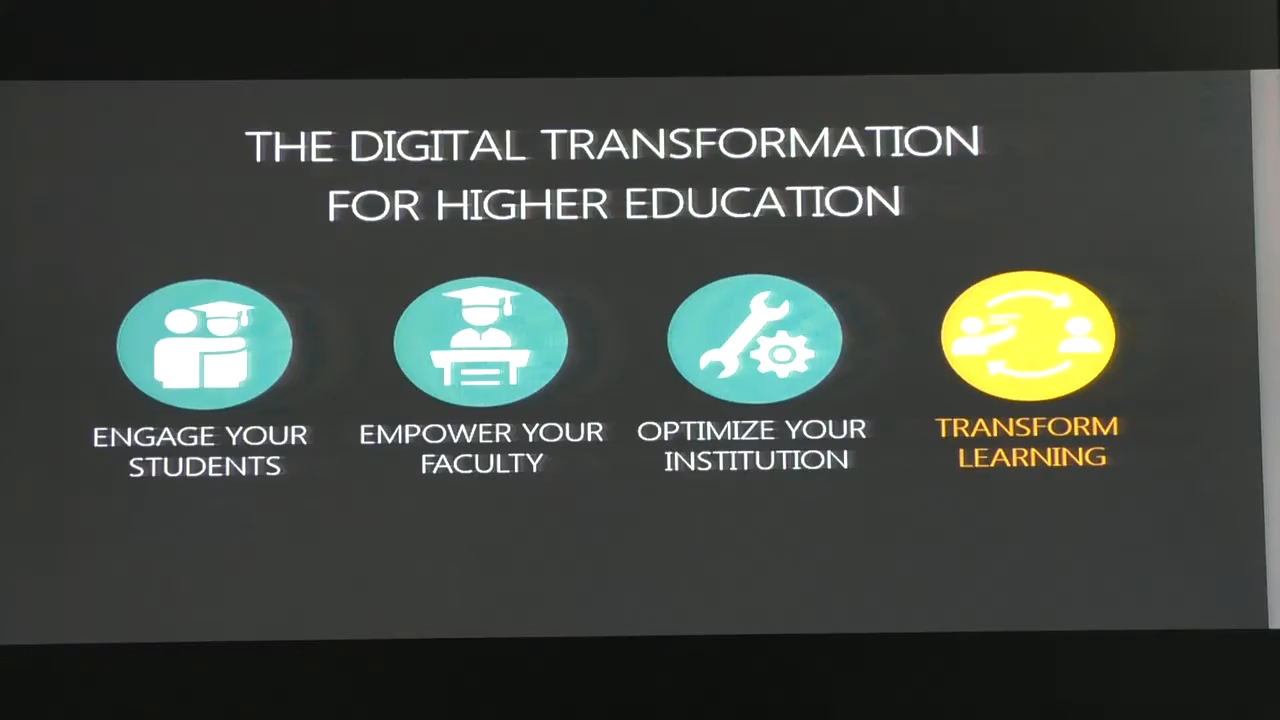 THE DIGITAL TRANSFORMATION
FOR HIGHER EDUCATION
ENGAGE YOUR
STUDENTS
EMPOWER YOUR
FACULTY
OPTIMIZE YOUR
INSTITUTION
TRANSFORM
LEARNING